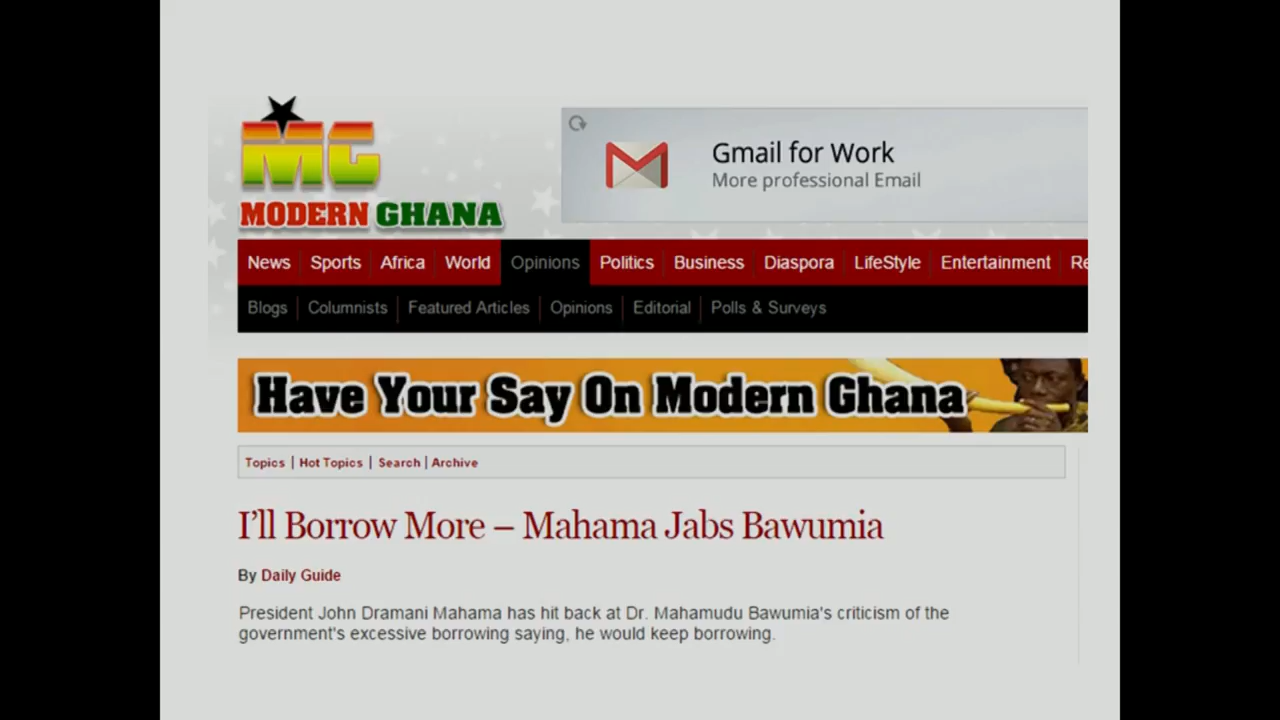 MG
MODERN GHANA
Gmail for Work
More professional Email
News Sports Africa World Opinions Politics Business Diaspora LifeStyle Entertainment
Blogs Columnists Featured Articles Opinions Editorial Polls & Surveys
Have Your Say On Modern Ghana
Topics | Hot Topics | Search | Archive
I’ll Borrow More – Mahama Jabs Bawumia
By Daily Guide
President John Dramani Mahama has hit back at Dr. Mahamudu Bawumia's criticism of the
government's excessive borrowing saying, he would keep borrowing.